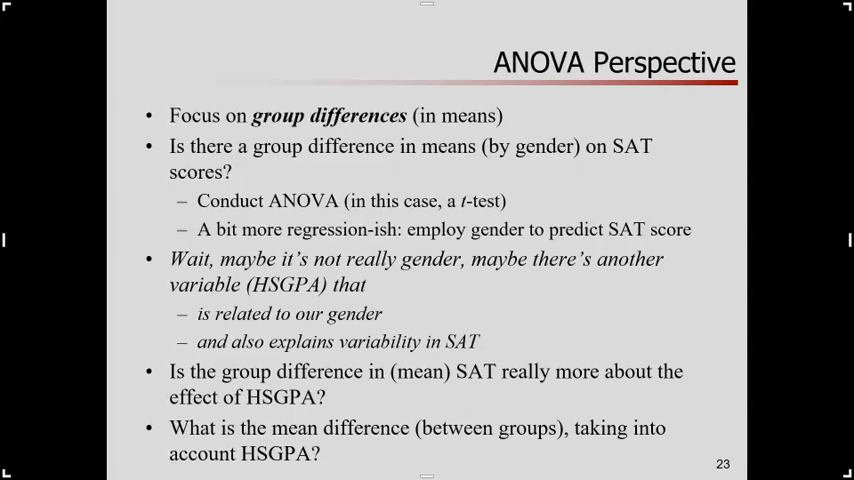 ANOVA Perspective
• Focus on group differences (in means)
• Is there a group difference in means (by gender) on SAT
scores?
– Conduct ANOVA (in this case, a t-test)
– A bit more regression-ish: employ gender to predict SAT score
• Wait, maybe it's not really gender, maybe there's another
variable (HSGPA) that
– is related to our gender
– and also explains variability in SAT
• Is the group difference in (mean) SAT really more about the
effect of HSGPA?
• What is the mean difference (between groups), taking into
account HSGPA?
23